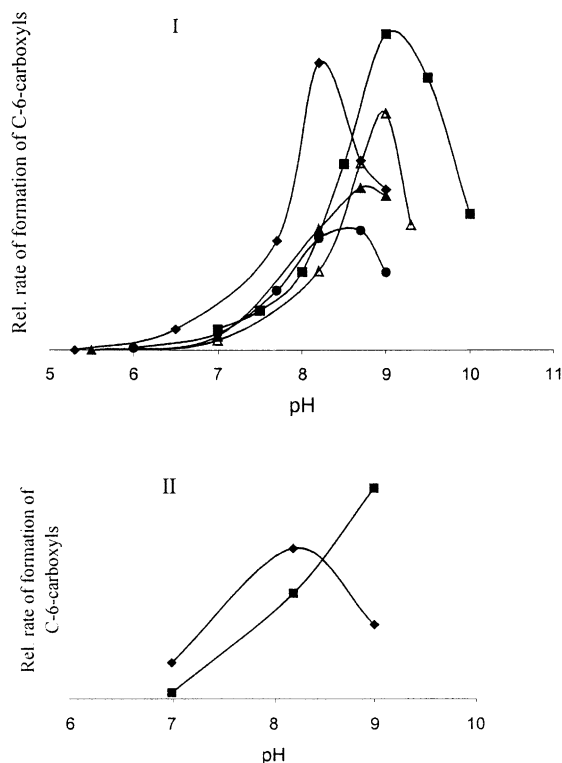 I
Rel. rate of formation of C-6-carboxyls
5 6 7 8 9 10 11
pH
II
Rel. rate of formation of
C-6-carboxyls
6 7 8 9 10
pH